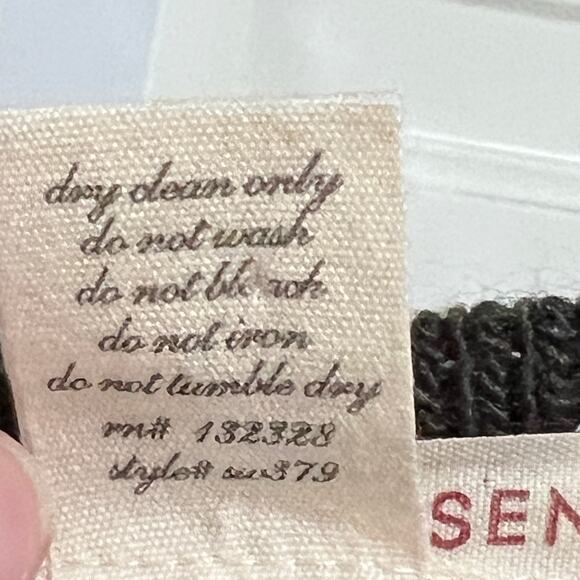 dry clean only
do not wash
do not bleach
do not iron
do not tumble dry
rn# 132328
style#
SEN